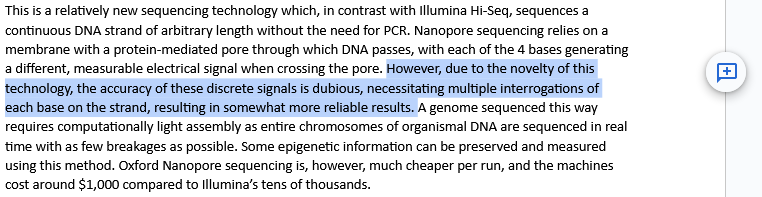 This is a relatively new sequencing technology which, in contrast with Illumina Hi-Seq, sequences a
continuous DNA strand of arbitrary length without the need for PCR. Nanopore sequencing relies on a
membrane with a protein-mediated pore through which DNA passes, with each of the 4 bases generating
a different, measurable electrical signal when crossing the pore. However, due to the novelty of this
technology, the accuracy of these discrete signals is dubious, necessitating multiple interrogations of
each base on the strand, resulting in somewhat more reliable results. A genome sequenced this way
requires computationally light assembly as entire chromosomes of organismal DNA are sequenced in real
time with as few breakages as possible. Some epigenetic information can be preserved and measured
using this method. Oxford Nanopore sequencing is, however, much cheaper per run, and the machines
cost around $1,000 compared to Illumina's tens of thousands.